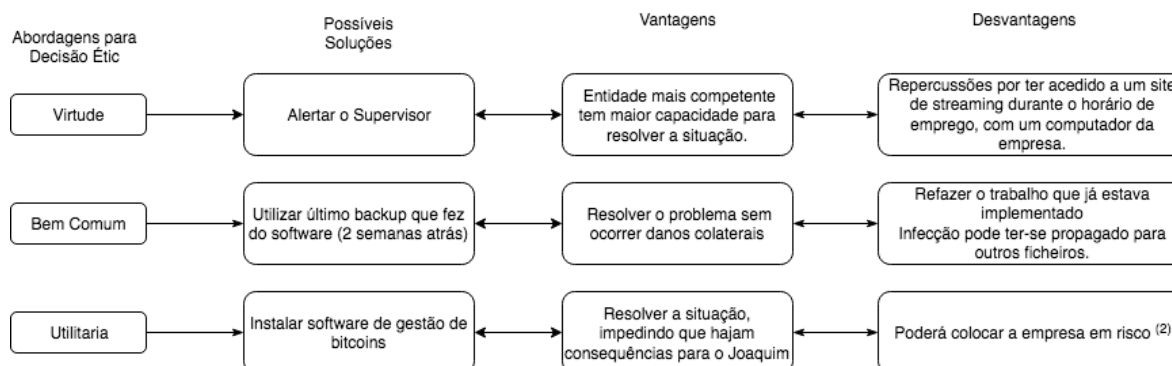 Abordagens para
Decisão Étic
Possíveis
Soluções
Vantagens
Desvantagens
Virtude
Alertar o Supervisor
Entidade mais competente
tem maior capacidade para
resolver a situação.
Repercussões por ter acedido a um site
de streaming durante o horário de
emprego, com um computador da
empresa.
Bem Comum
Utilizar último backup que fez
do software (2 semanas atrás)
Resolver o problema sem
ocorrer danos colaterais
Refazer o trabalho que já estava
implementado
Infecção pode ter-se propagado para
outros ficheiros.
Utilitaria
Instalar software de gestão de
bitcoins
Resolver a situação,
impedindo que hajam
consequências para o Joaquim
Poderá colocar a empresa em risco (2)